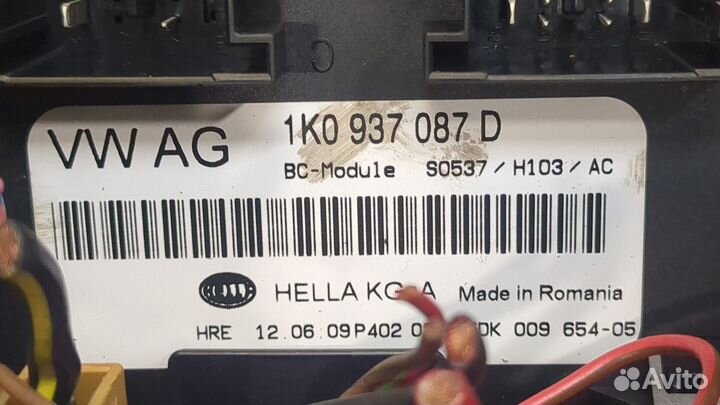 C
VW AG 1K0 937 087 D
BC-Module S0537 / H103 / AC
HELLA
HELLA Made in Romania
HRE 12.06.09P402 009 654-05
Avito